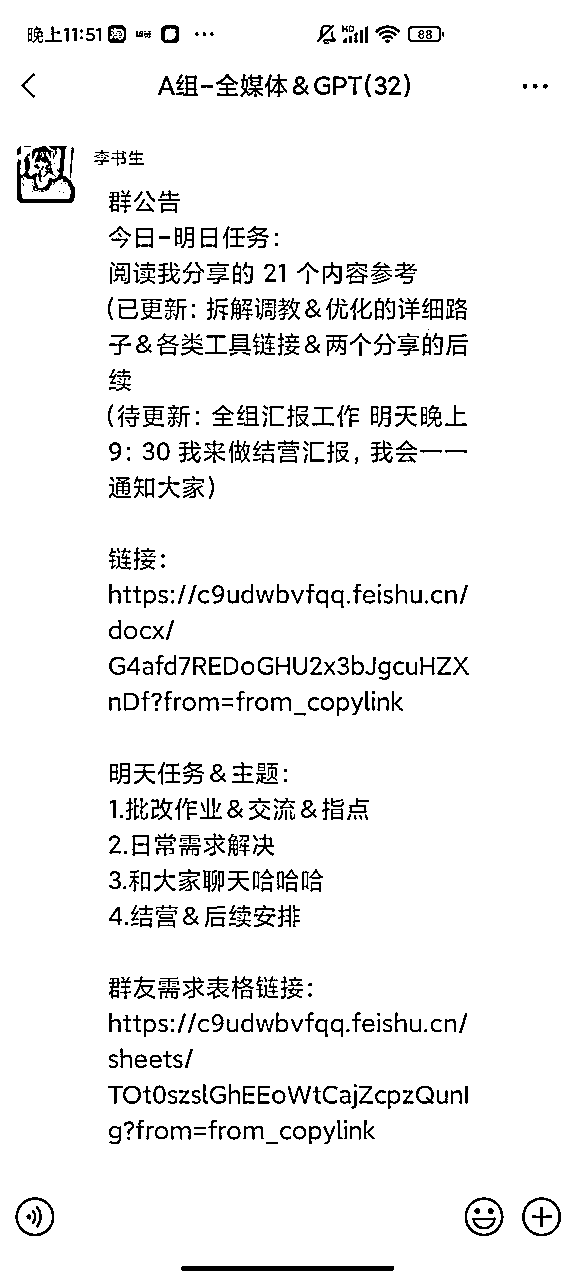 晚上11:51
88
A组-全媒体＆GPT(32)
李书生
群公告
今日-明日任务：
阅读我分享的 21 个内容参考
(已更新：拆解调教＆优化的详细路
子＆各类工具链接＆两个分享的后
续
(待更新：全组汇报工作 明天晚上
9：30 我来做结营汇报，我会一一
通知大家)
链接：
https://c9udwbvfqq.feishu.cn/
docx/
G4afd7REDoGHU2x3bJgcuHZX
nDf?from=from_copylink
明天任务＆主题：
1.批改作业＆交流＆指点
2.日常需求解决
3.和大家聊天哈哈哈
4.结营＆后续安排
群友需求表格链接：
https://c9udwbvfqq.feishu.cn/
sheets/
TOt0szslGhEEoWtCajZcpzQunI
g?from=from_copylink